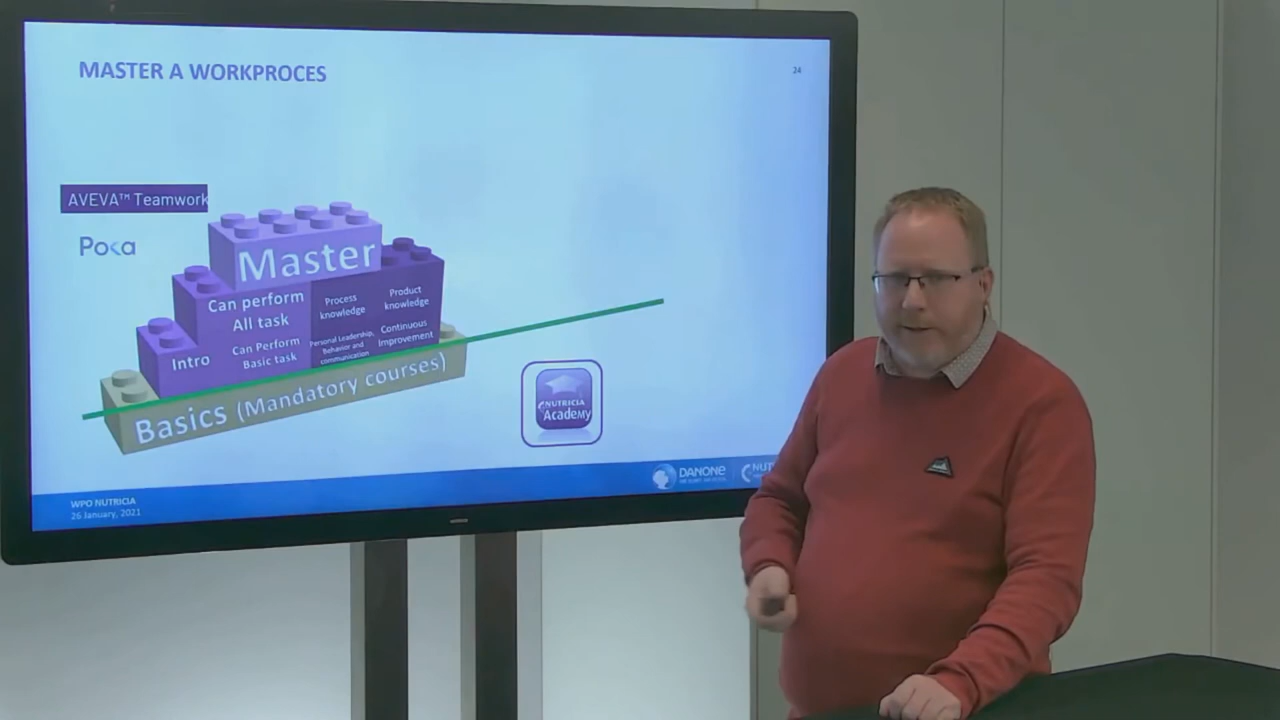 MASTER A WORKPROCES
24
AVEVA™ Teamwork
Poka
Master
Can perform
All task
Process
knowledge
Product
knowledge
Intro
Can Perform
Basic task
Personal Leadership,
Behavior and
communication
Continuous
Improvement
Basics (Mandatory courses)
NUTRICIA
Academy
WPO NUTRICIA
26 January, 2021
DANONE
NUT